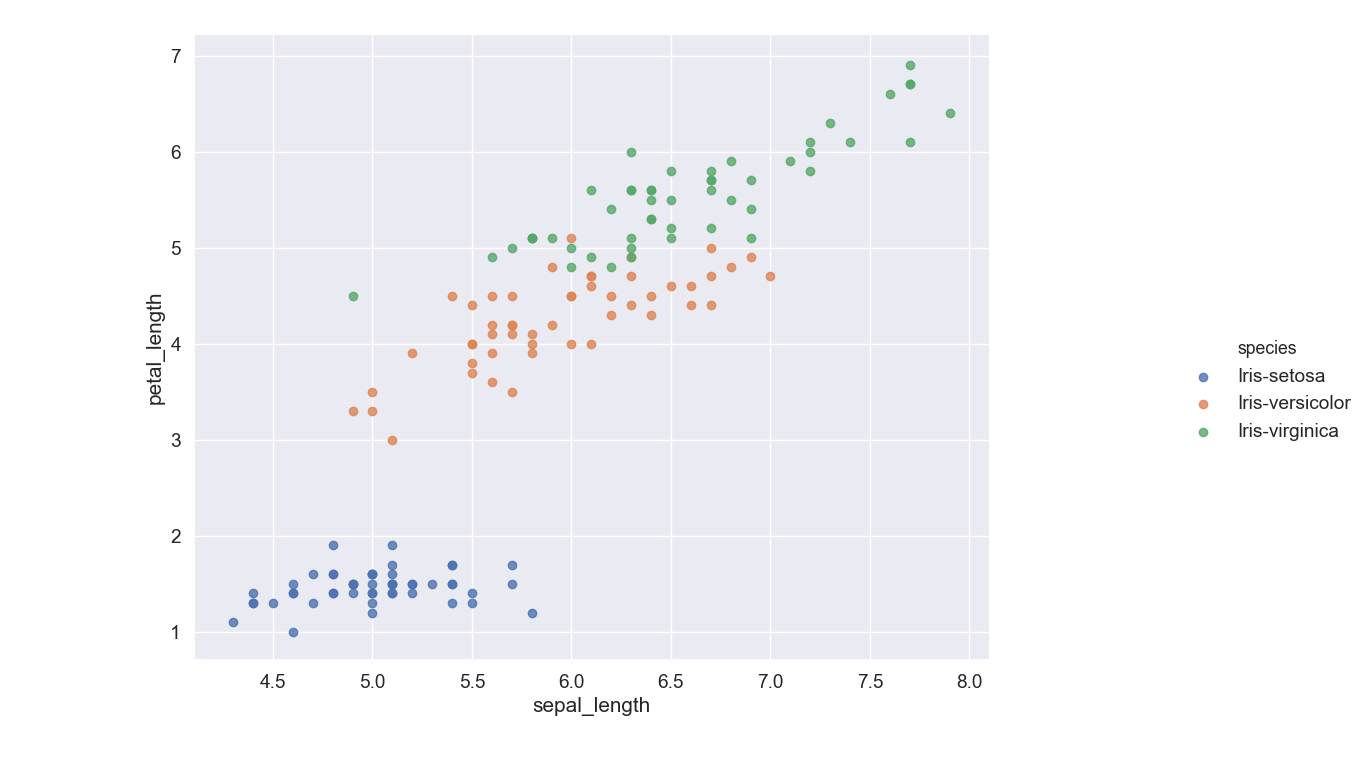 7
6
5
4
3
2
1
petal_length
4.5 5.0 5.5 6.0 6.5 7.0 7.5 8.0
sepal_length
species
Iris-setosa
Iris-versicolor
Iris-virginica